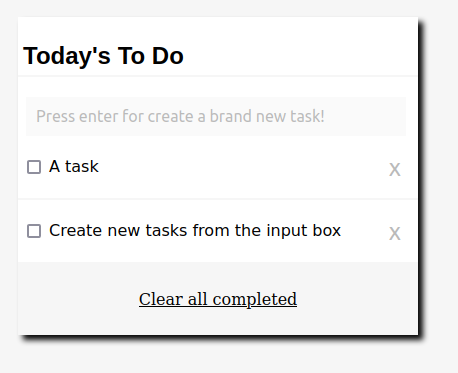 Today's To Do
Press enter for create a brand new task!
A task x
Create new tasks from the input box x
Clear all completed